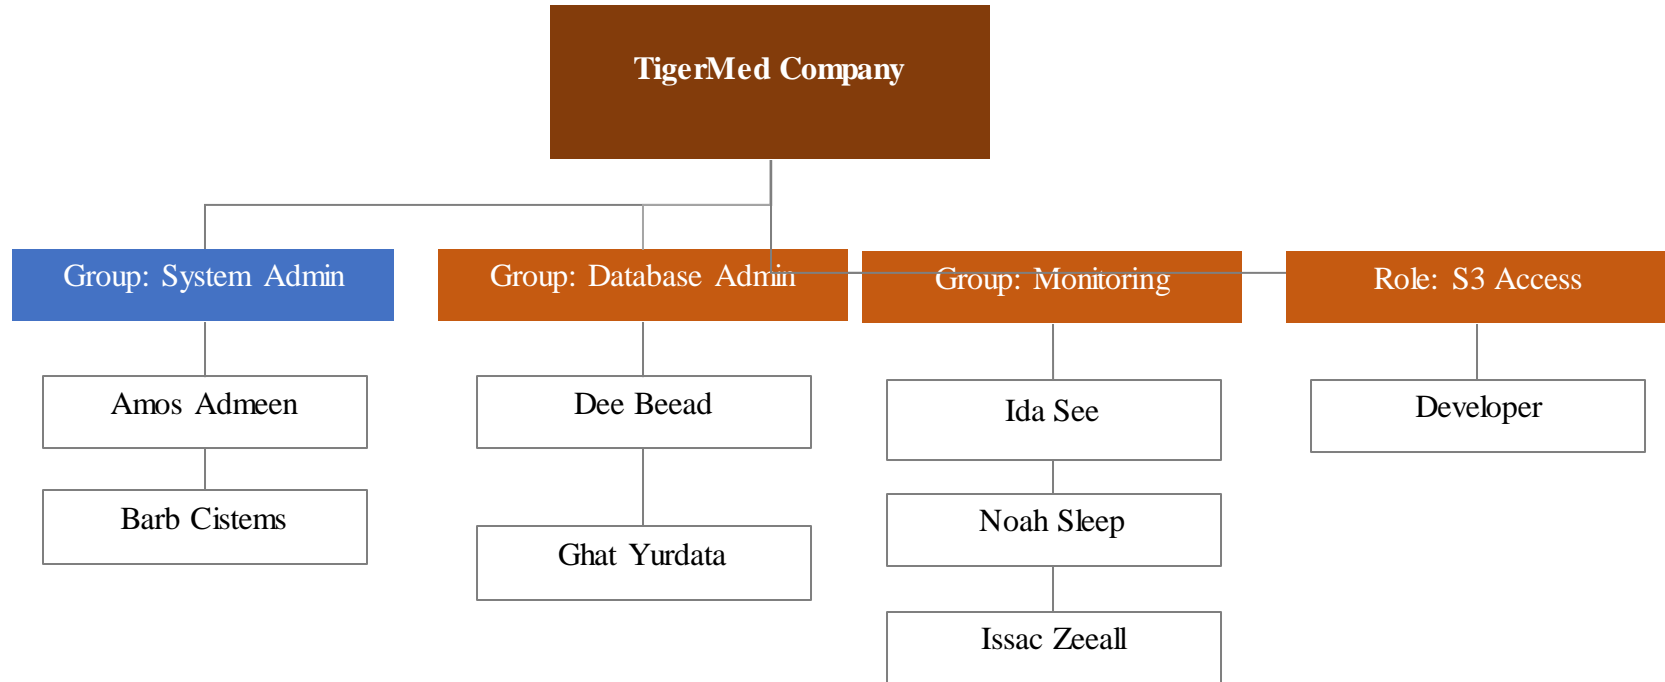 TigerMed Company
Group: System Admin
Group: Database Admin
Group: Monitoring
Role: S3 Access
Amos Admeen
Dee Beead
Ida See
Developer
Barb Cistems
Ghat Yurdata
Noah Sleep
Issac Zeeall